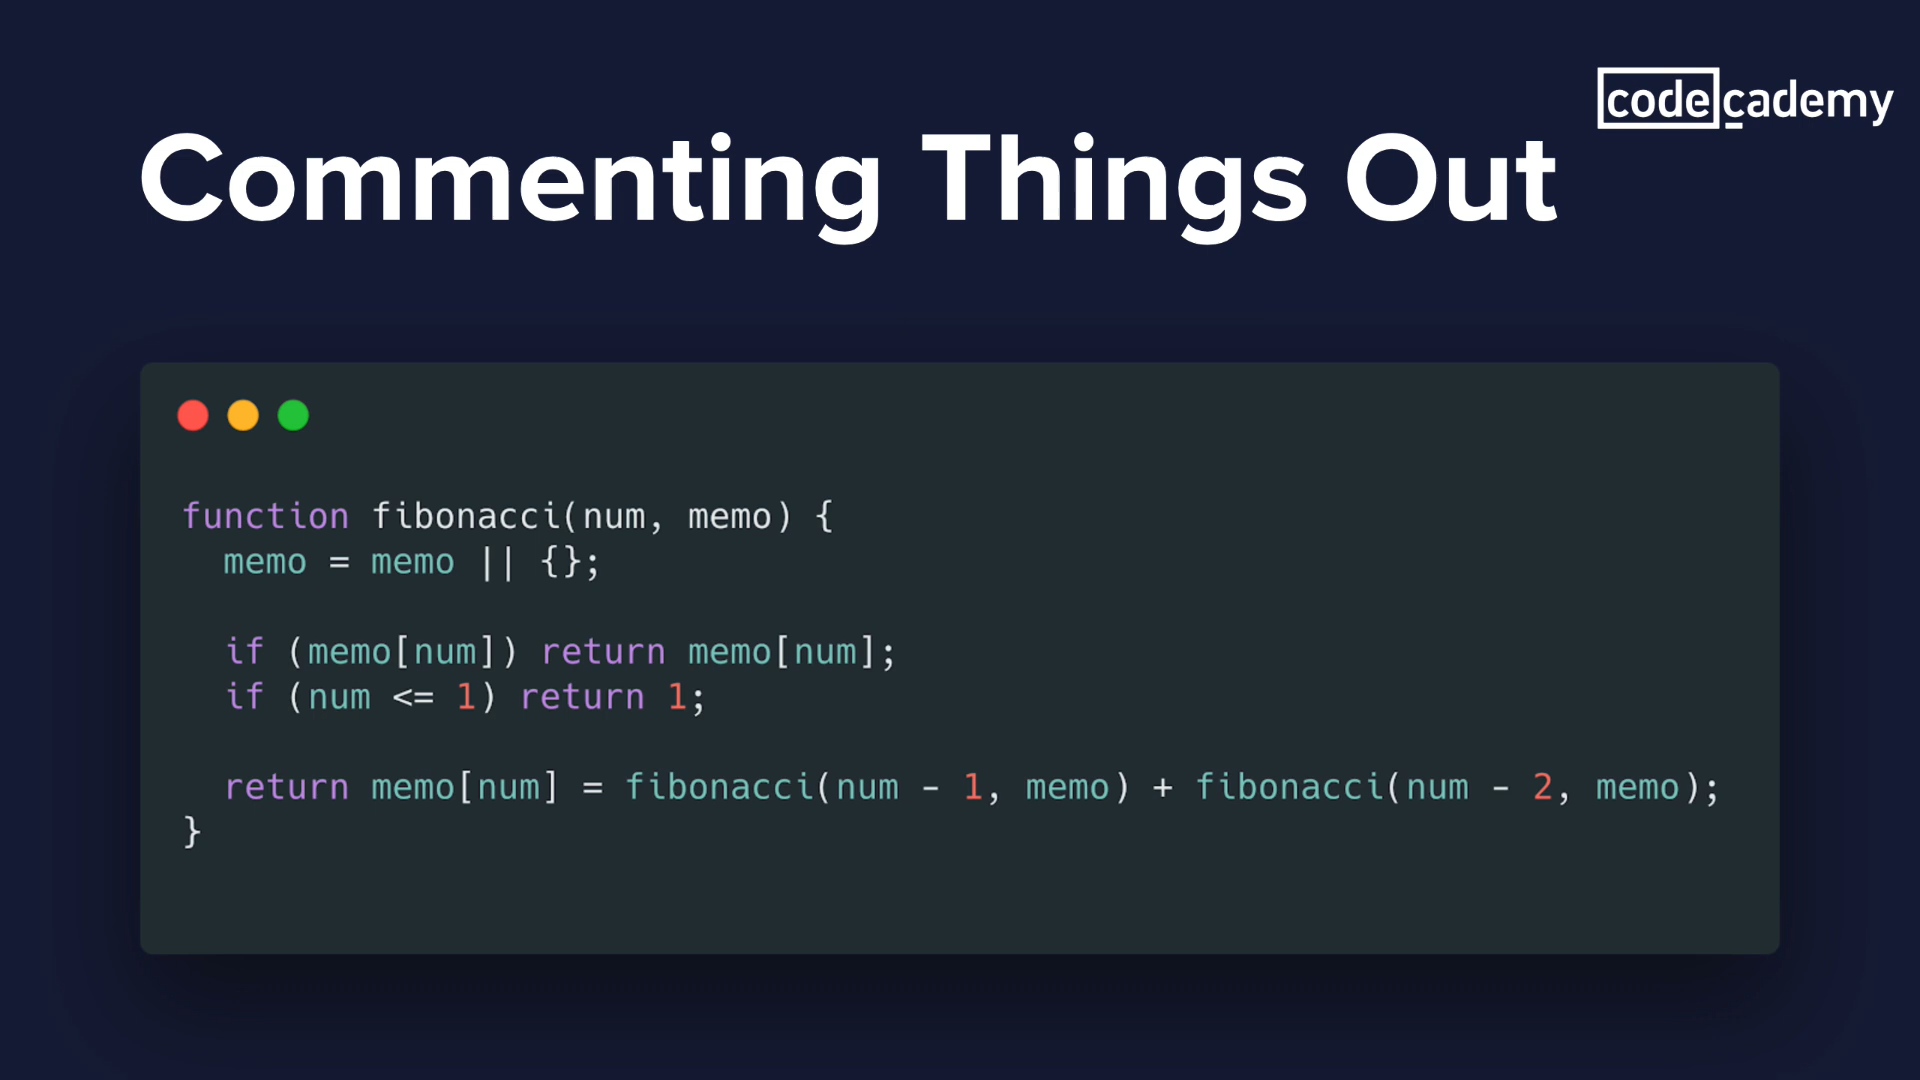 codecademy
Commenting Things Out
function fibonacci(num, memo) {
  memo = memo || {};
  if (memo[num]) return memo[num];
  if (num <= 1) return 1;
  return memo[num] = fibonacci(num - 1, memo) + fibonacci(num - 2, memo);
}